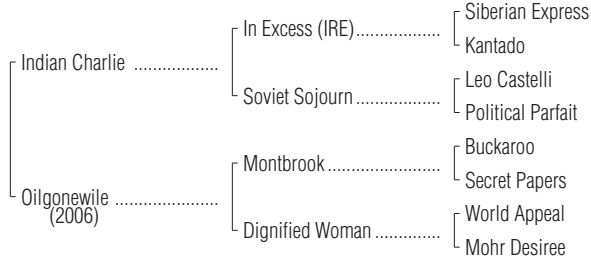 Siberian Express
In Excess (IRE)..................
Kantado
Indian Charlie ..................
Leo Castelli
Soviet Sojourn ..................
Political Parfait
Buckaroo
Montbrook ........................
Secret Papers
Oilgonewile ......................
(2006)
World Appeal
Dignified Woman ..............
Mohr Desiree